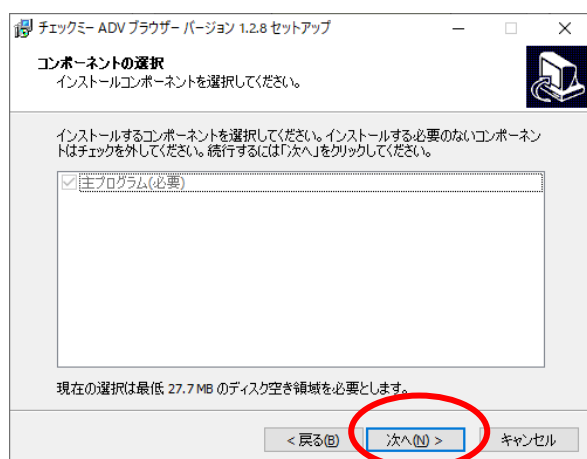 チェックミー ADV ブラウザー バージョン 1.2.8 セットアップ
コンポーネントの選択
インストールコンポーネントを選択してください。
インストールするコンポーネントを選択してください。インストールする必要のないコンポーネン
トはチェックを外してください。続行するには「次へ」をクリックしてください。
主プログラム(必要)
現在の選択は最低 27.7 MB のディスク空き領域を必要とします。
< 戻る(B) 次へ(N) > キャンセル